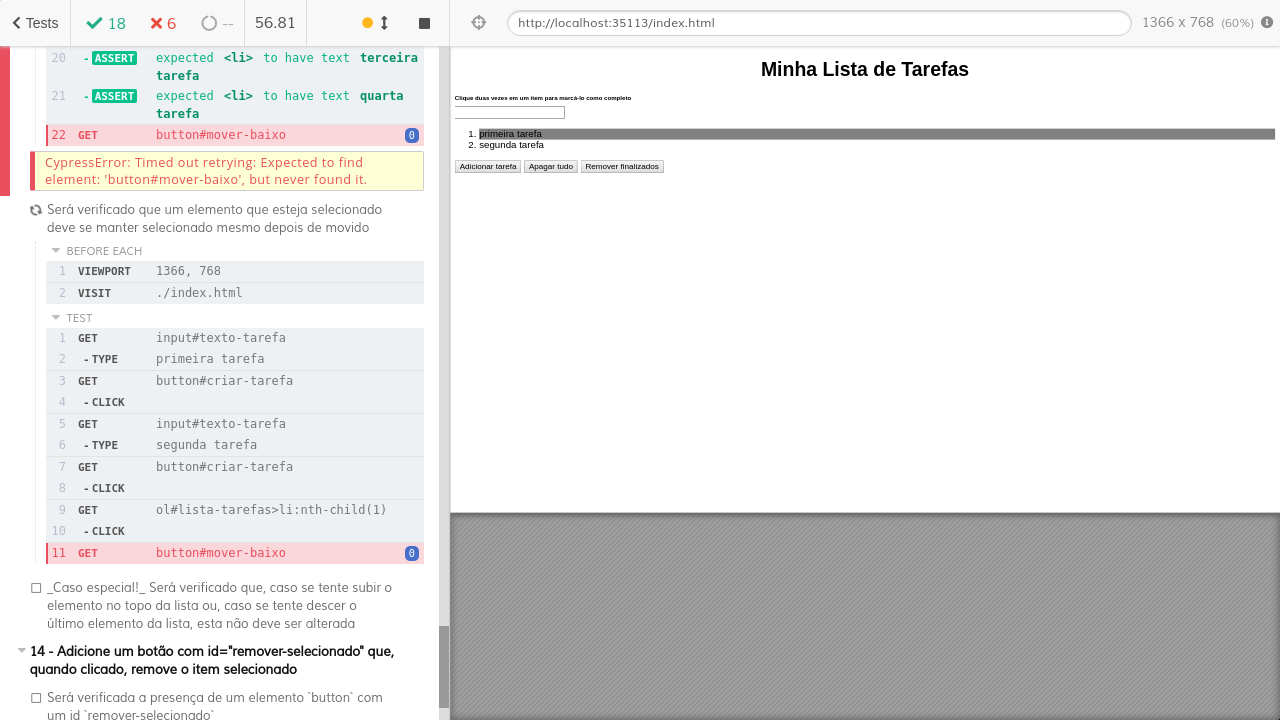 Tests 18 6 -- 56.81 http://localhost:35113/index.html 1366 x 768 (60%)
20 -ASSERT expected <li> to have text terceira
tarefa
21 -ASSERT expected <li> to have text quarta
tarefa
22 GET button#mover-baixo 0
CypressError: Timed out retrying: Expected to find
element: 'button#mover-baixo', but never found it.
Será verificado que um elemento que esteja selecionado
deve se manter selecionado mesmo depois de movido
BEFORE EACH
1 VIEWPORT 1366, 768
2 VISIT ./index.html
TEST
1 GET input#texto-tarefa
2 -TYPE primeira tarefa
3 GET button#criar-tarefa
4 -CLICK
5 GET input#texto-tarefa
6 -TYPE segunda tarefa
7 GET button#criar-tarefa
8 -CLICK
9 GET ol#lista-tarefas>li:nth-child(1)
10 -CLICK
11 GET button#mover-baixo 0
_Caso especial!_ Será verificado que, caso se tente subir o
elemento no topo da lista ou, caso se tente descer o
último elemento da lista, esta não deve ser alterada
14 - Adicione um botão com id="remover-selecionado" que,
quando clicado, remove o item selecionado
Será verificada a presença de um elemento `button` com
um id `remover-selecionado`
Minha Lista de Tarefas
Clique duas vezes em um item para marcá-lo como completo
1. primeira tarefa
2. segunda tarefa
Adicionar tarefa Apagar tudo Remover finalizados